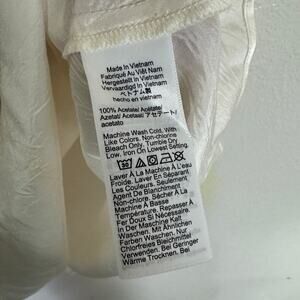 Made In Vietnam
Fabriqué Au Viêt Nam
Hergestellt In Vietnam
Vervaardigd In Vietnam
ベトナム製
hecho en vietnam
100% Acetate/ Acétate/
Azetat/ Acetaat/ アセテート/
acetato
Machine Wash Cold, With
Like Colors. Non-chlorine
Bleach Only, Tumble Dry
Low. Iron On Lowest Setting
Laver À La Machine À L'eau
Froide. Laver En Séparant
Les Couleurs. Seulement
Agent De Blanchiment
Non-chlore. Sécher À La
Machine À Basse
Température. Repasser À
Fer Doux Si Nécessaire.
In Der Maschine Kalt
Waschen, Mit Ähnlichen
Farben Waschen. Nur
Chlorfreies Bleichmittel
Verwenden. Bei Geringer
Wärme Trocknen. Bei